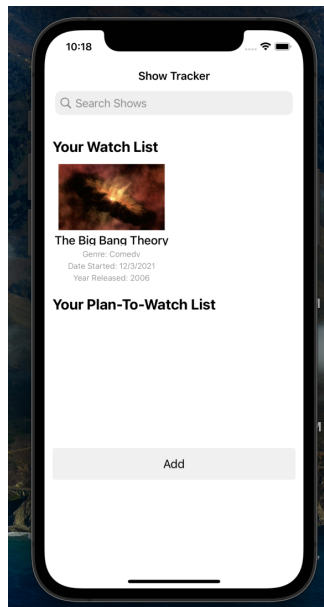 10:18
Show Tracker
Search Shows
Your Watch List
The Big Bang Theory
Genre: Comedy
Date Started: 12/3/2021
Year Released: 2006
Your Plan-To-Watch List
Add